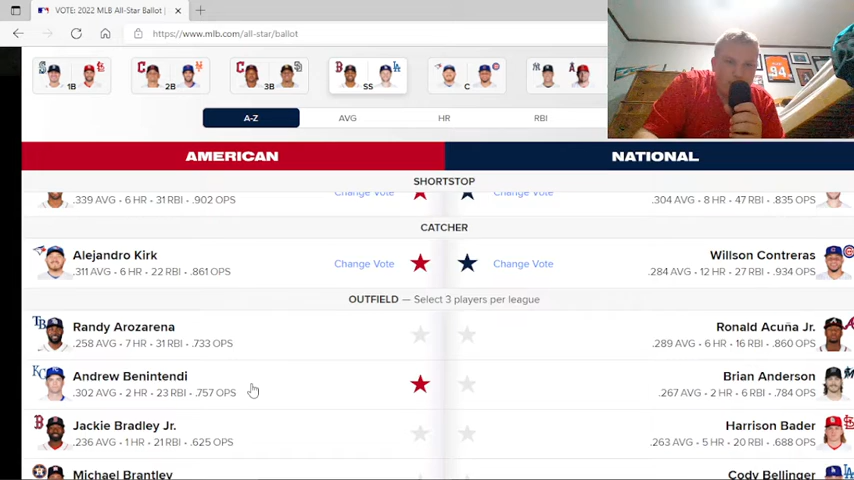 VOTE: 2022 MLB All-Star Ballot |
https://www.mlb.com/all-star/ballot
1B 2B 3B SS C
A-Z AVG HR RBI
AMERICAN NATIONAL
SHORTSTOP
Change Vote Change Vote
.339 AVG • 6 HR • 31 RBI • .902 OPS .304 AVG • 8 HR • 47 RBI • .835 OPS
CATCHER
Alejandro Kirk Willson Contreras
Change Vote Change Vote
.311 AVG • 6 HR • 22 RBI • .861 OPS .284 AVG • 12 HR • 27 RBI • .934 OPS
OUTFIELD — Select 3 players per league
Randy Arozarena Ronald Acuña Jr.
.258 AVG • 7 HR • 31 RBI • .733 OPS .289 AVG • 6 HR • 16 RBI • .860 OPS
Andrew Benintendi Brian Anderson
.302 AVG • 2 HR • 23 RBI • .757 OPS .267 AVG • 2 HR • 6 RBI • .784 OPS
Jackie Bradley Jr. Harrison Bader
.236 AVG • 1 HR • 21 RBI • .625 OPS .263 AVG • 5 HR • 20 RBI • .688 OPS
Michael Brantley Cody Bellinger
94